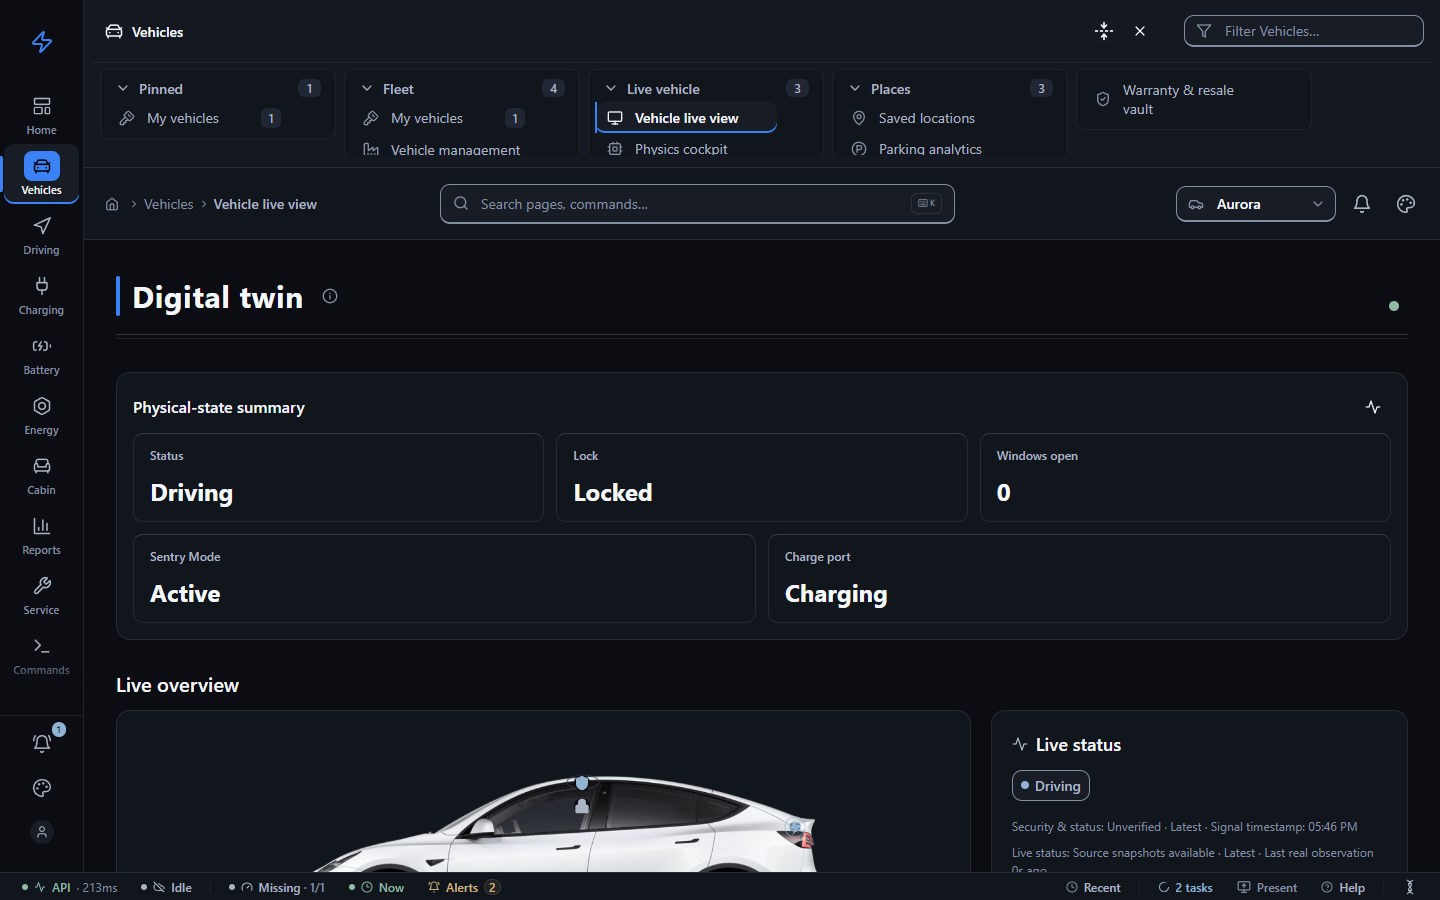 Vehicles
Filter Vehicles...
Pinned 1
My vehicles 1
Fleet 4
My vehicles 1
Vehicle management
Live vehicle 3
Vehicle live view
Physics cockpit
Places 3
Saved locations
Parking analytics
Warranty & resale
vault
Home
Vehicles
Driving
Charging
Battery
Energy
Cabin
Reports
Service
Commands
1
Vehicles
Vehicle live view
Search pages, commands...
K
Aurora
Digital twin
Physical-state summary
Status
Driving
Lock
Locked
Windows open
0
Sentry Mode
Active
Charge port
Charging
Live overview
Live status
Driving
Security & status: Unverified · Latest · Signal timestamp: 05:46 PM
Live status: Source snapshots available · Latest · Last real observation
0s ago
API · 213ms
Idle
Missing · 1/1
Now
Alerts 2
Recent
2 tasks
Present
Help